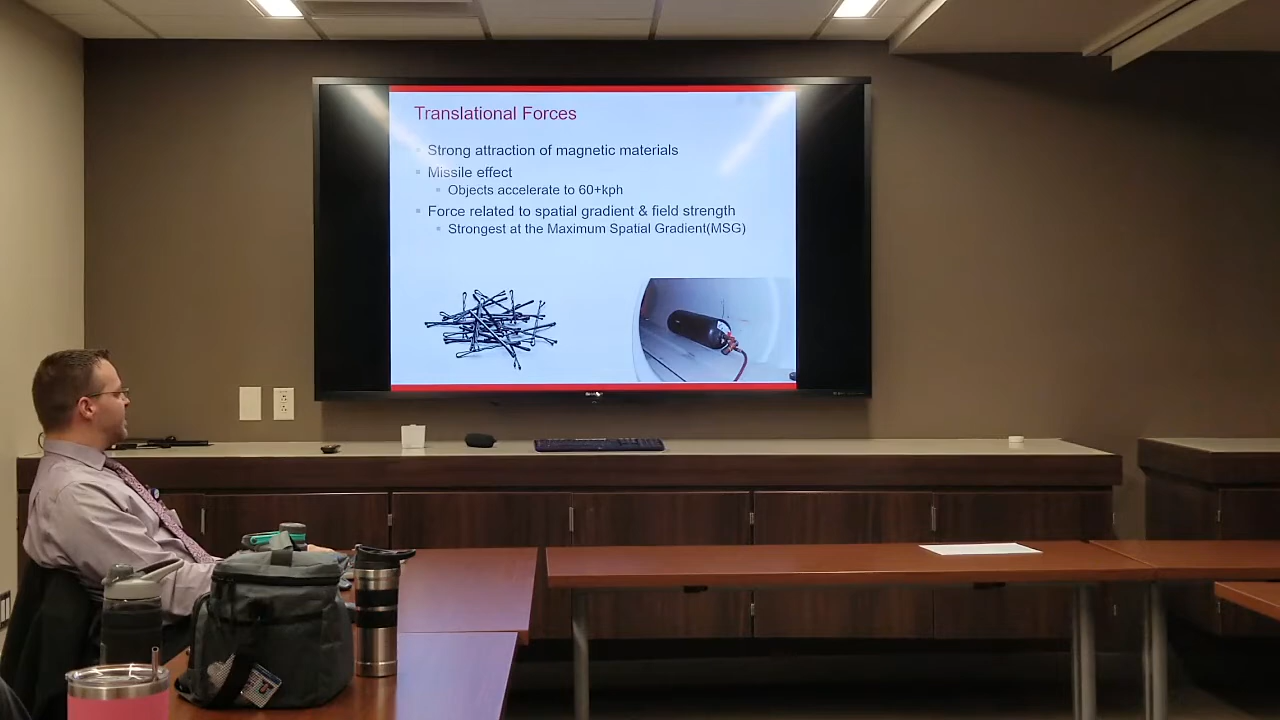 Translational Forces
Strong attraction of magnetic materials
Missile effect
Objects accelerate to 60+kph
Force related to spatial gradient & field strength
Strongest at the Maximum Spatial Gradient(MSG)